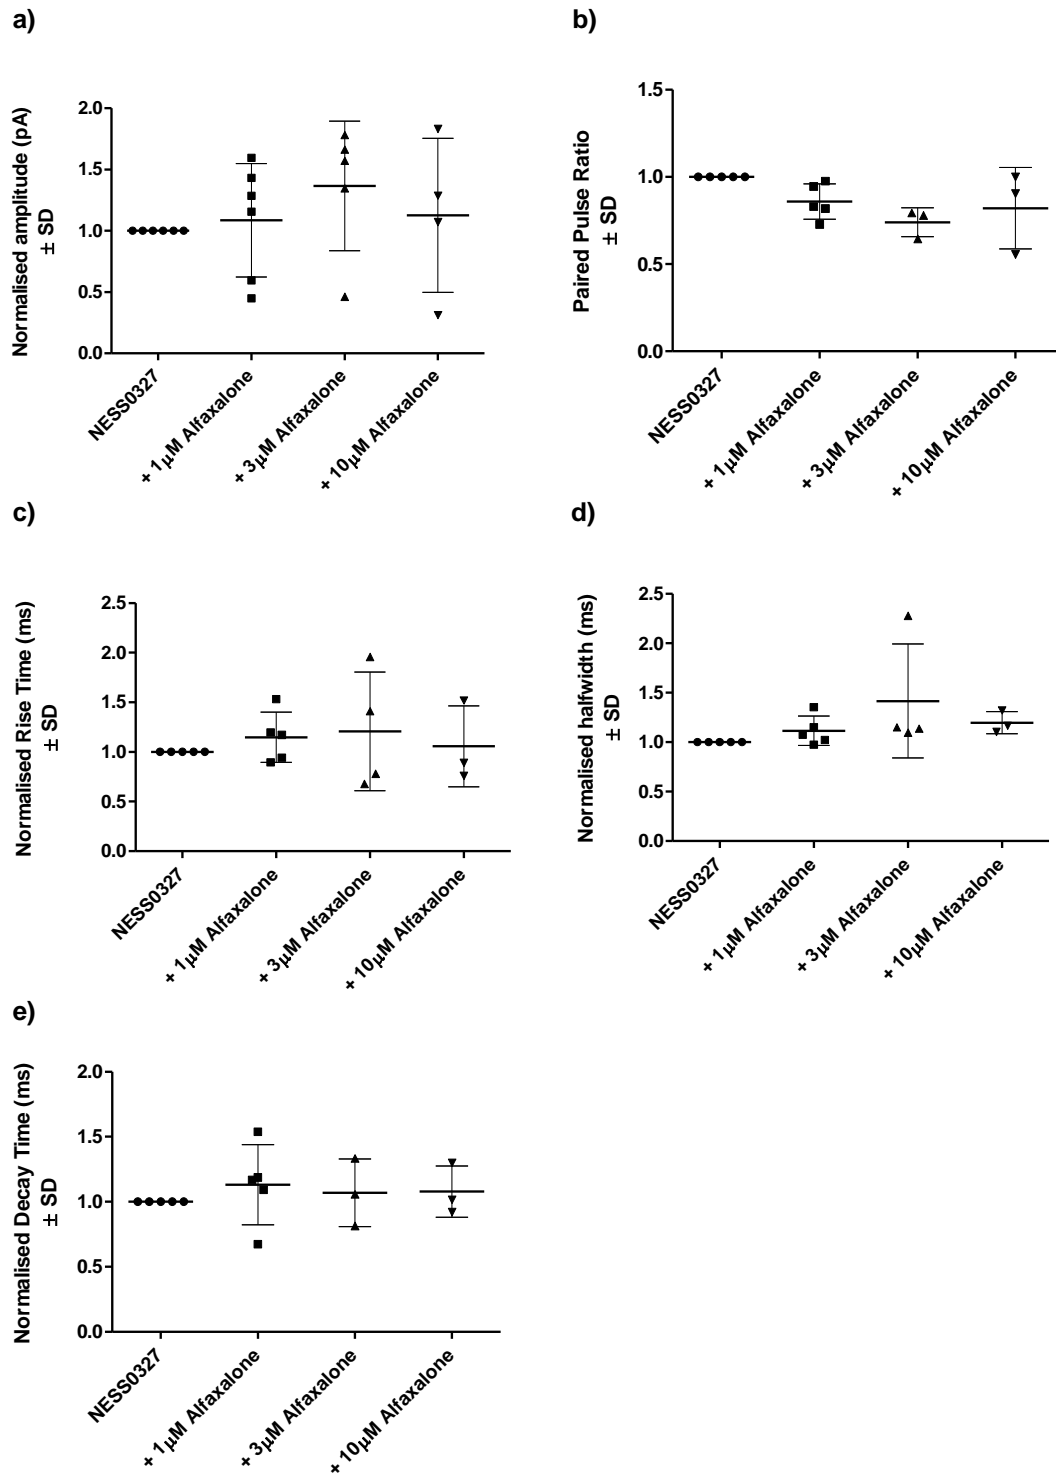 a)
Normalised amplitude (pA)
± SD
2.0
1.5
1.0
0.5
0.0
NESS0327
+ 1µM Alfaxalone
+ 3µM Alfaxalone
+ 10µM Alfaxalone
b)
Paired Pulse Ratio
± SD
1.5
1.0
0.5
0.0
NESS0327
+ 1µM Alfaxalone
+ 3µM Alfaxalone
+ 10µM Alfaxalone
c)
Normalised Rise Time (ms)
± SD
2.5
2.0
1.5
1.0
0.5
0.0
NESS0327
+ 1µM Alfaxalone
+ 3µM Alfaxalone
+ 10µM Alfaxalone
d)
Normalised halfwidth (ms)
± SD
2.5
2.0
1.5
1.0
0.5
0.0
NESS0327
+ 1µM Alfaxalone
+ 3µM Alfaxalone
+ 10µM Alfaxalone
e)
Normalised Decay Time (ms)
± SD
2.0
1.5
1.0
0.5
0.0
NESS0327
+ 1µM Alfaxalone
+ 3µM Alfaxalone
+ 10µM Alfaxalone